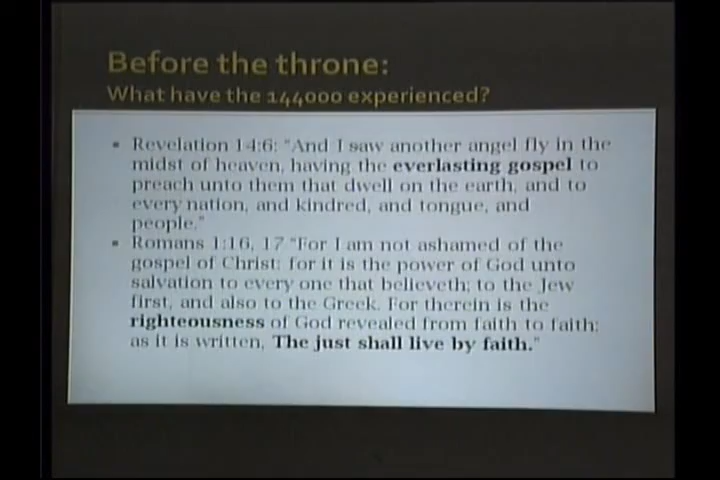 Before the throne:
What have the 144000 experienced?
▪ Revelation 14:6: "And I saw another angel fly in the
midst of heaven, having the everlasting gospel to
preach unto them that dwell on the earth, and to
every nation, and kindred, and tongue, and
people."
▪ Romans 1:16, 17 "For I am not ashamed of the
gospel of Christ: for it is the power of God unto
salvation to every one that believeth; to the Jew
first, and also to the Greek. For therein is the
righteousness of God revealed from faith to faith:
as it is written, The just shall live by faith."